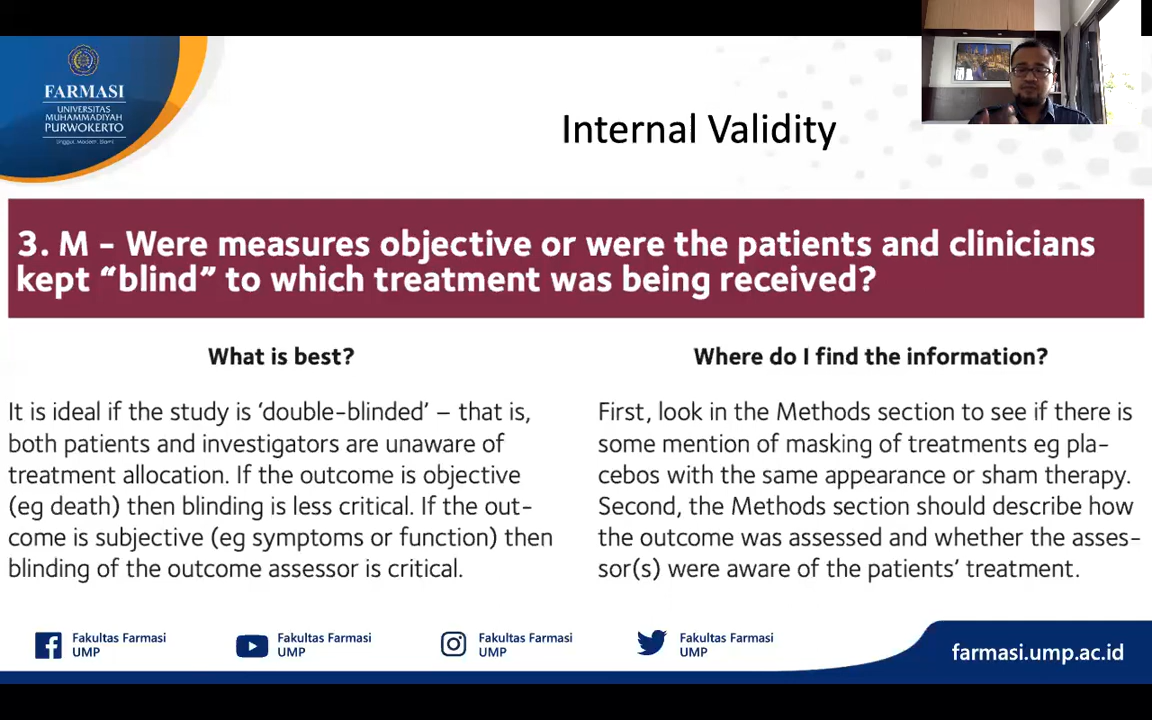 FARMASI
UNIVERSITAS
MUHAMMADIYAH
PURWOKERTO
Unggul, Modern, Islami
Internal Validity
3. M - Were measures objective or were the patients and clinicians
kept “blind” to which treatment was being received?
What is best?
It is ideal if the study is ‘double-blinded’ – that is,
both patients and investigators are unaware of
treatment allocation. If the outcome is objective
(eg death) then blinding is less critical. If the out-
come is subjective (eg symptoms or function) then
blinding of the outcome assessor is critical.
Where do I find the information?
First, look in the Methods section to see if there is
some mention of masking of treatments eg pla-
cebos with the same appearance or sham therapy.
Second, the Methods section should describe how
the outcome was assessed and whether the asses-
sor(s) were aware of the patients’ treatment.
Fakultas Farmasi
UMP
Fakultas Farmasi
UMP
Fakultas Farmasi
UMP
Fakultas Farmasi
UMP
farmasi.ump.ac.id